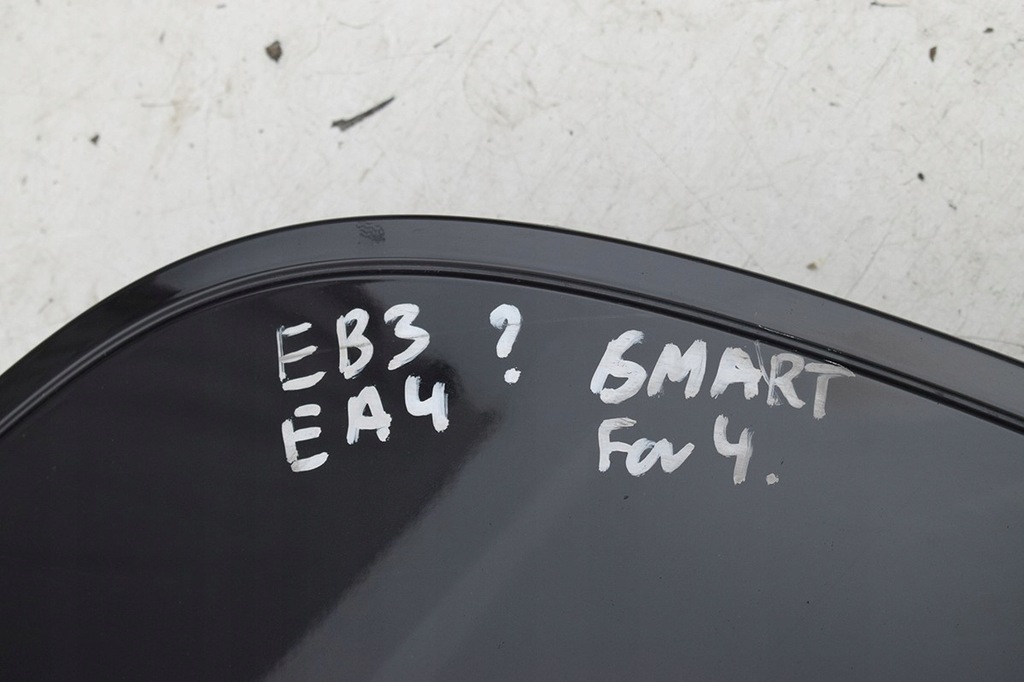 EB3 ? SMART
EA4 For 4.